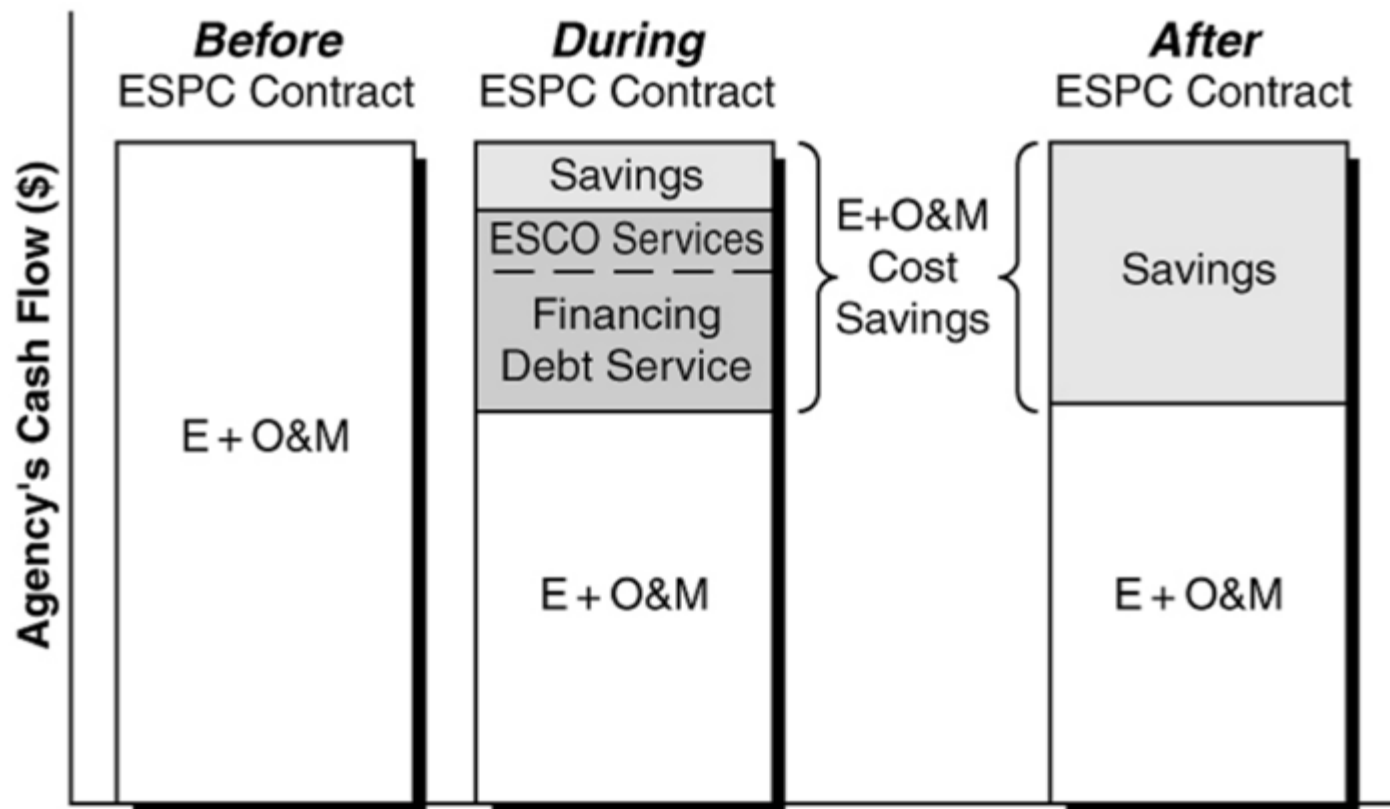 Agency's Cash Flow ($)
Before
ESPC Contract
E + O&M
During
ESPC Contract
Savings
ESCO Services
Financing
Debt Service
E + O&M
E+O&M
Cost
Savings
After
ESPC Contract
Savings
E + O&M